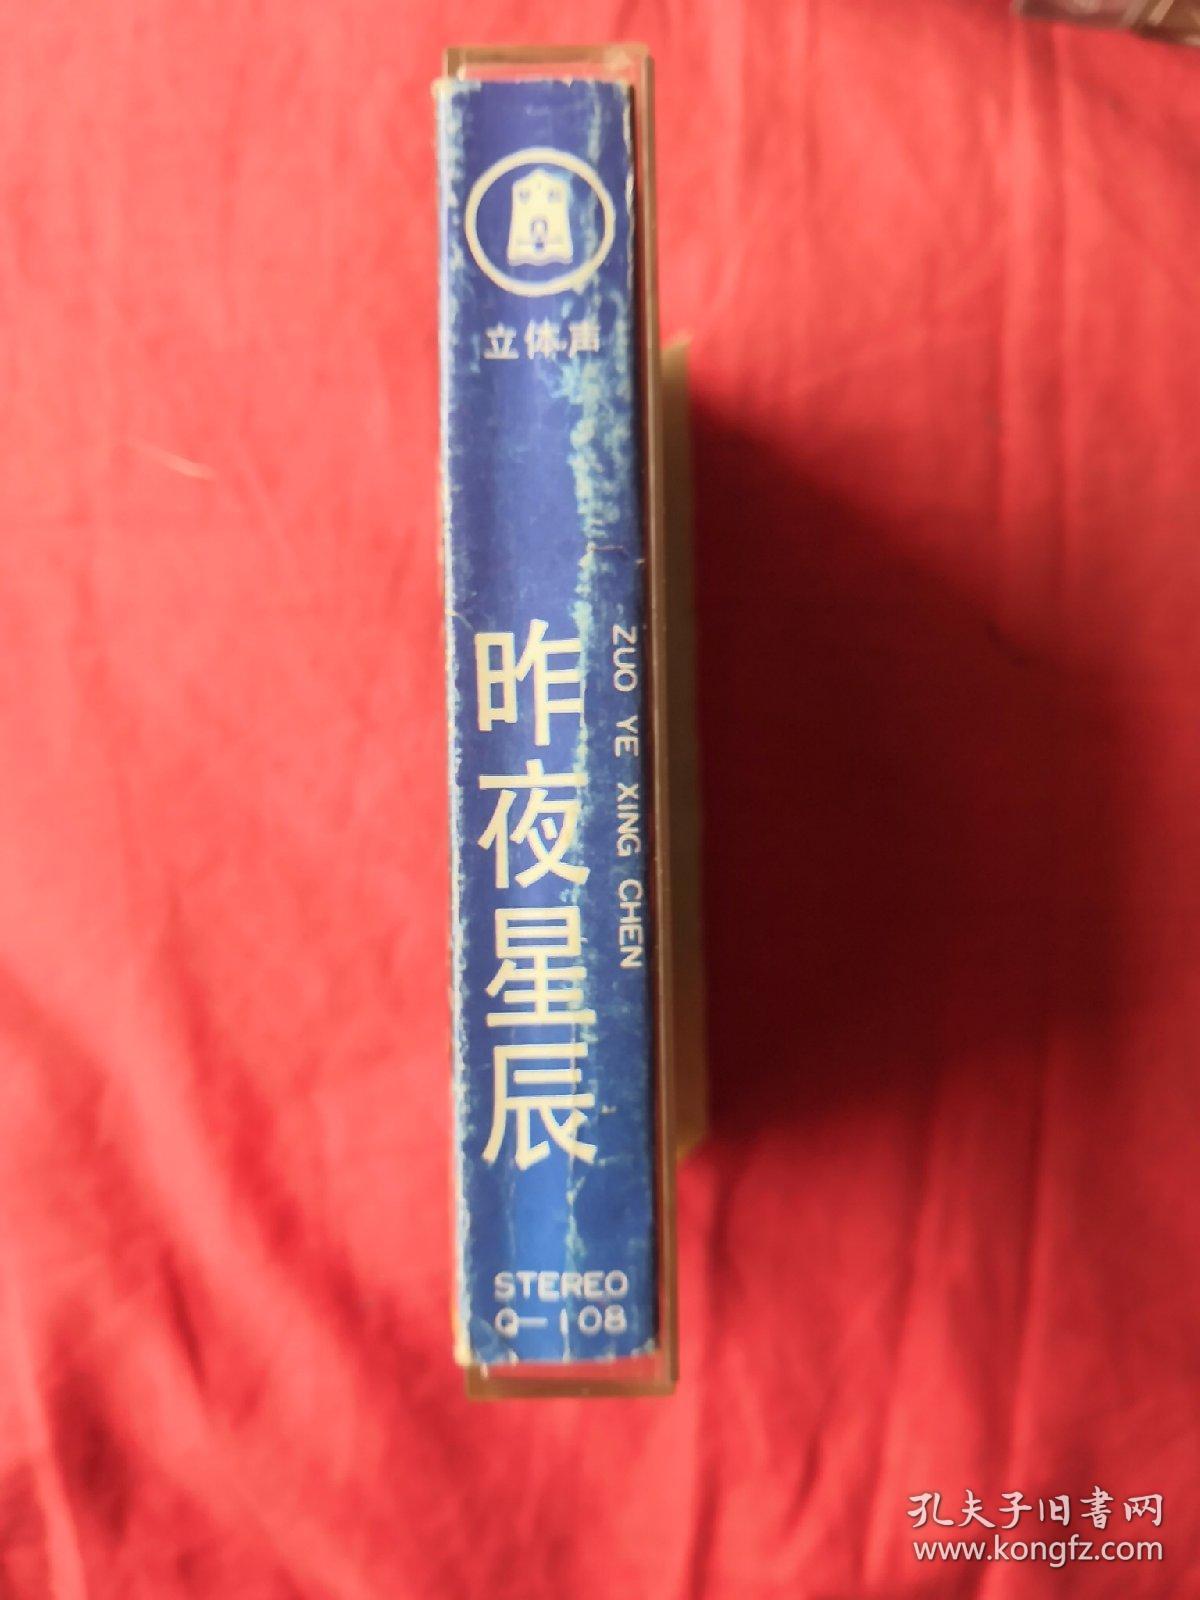 立体声
昨夜星辰
ZUO YE XING CHEN
STEREO
Q—108
孔夫子旧書网
www.kongfz.com